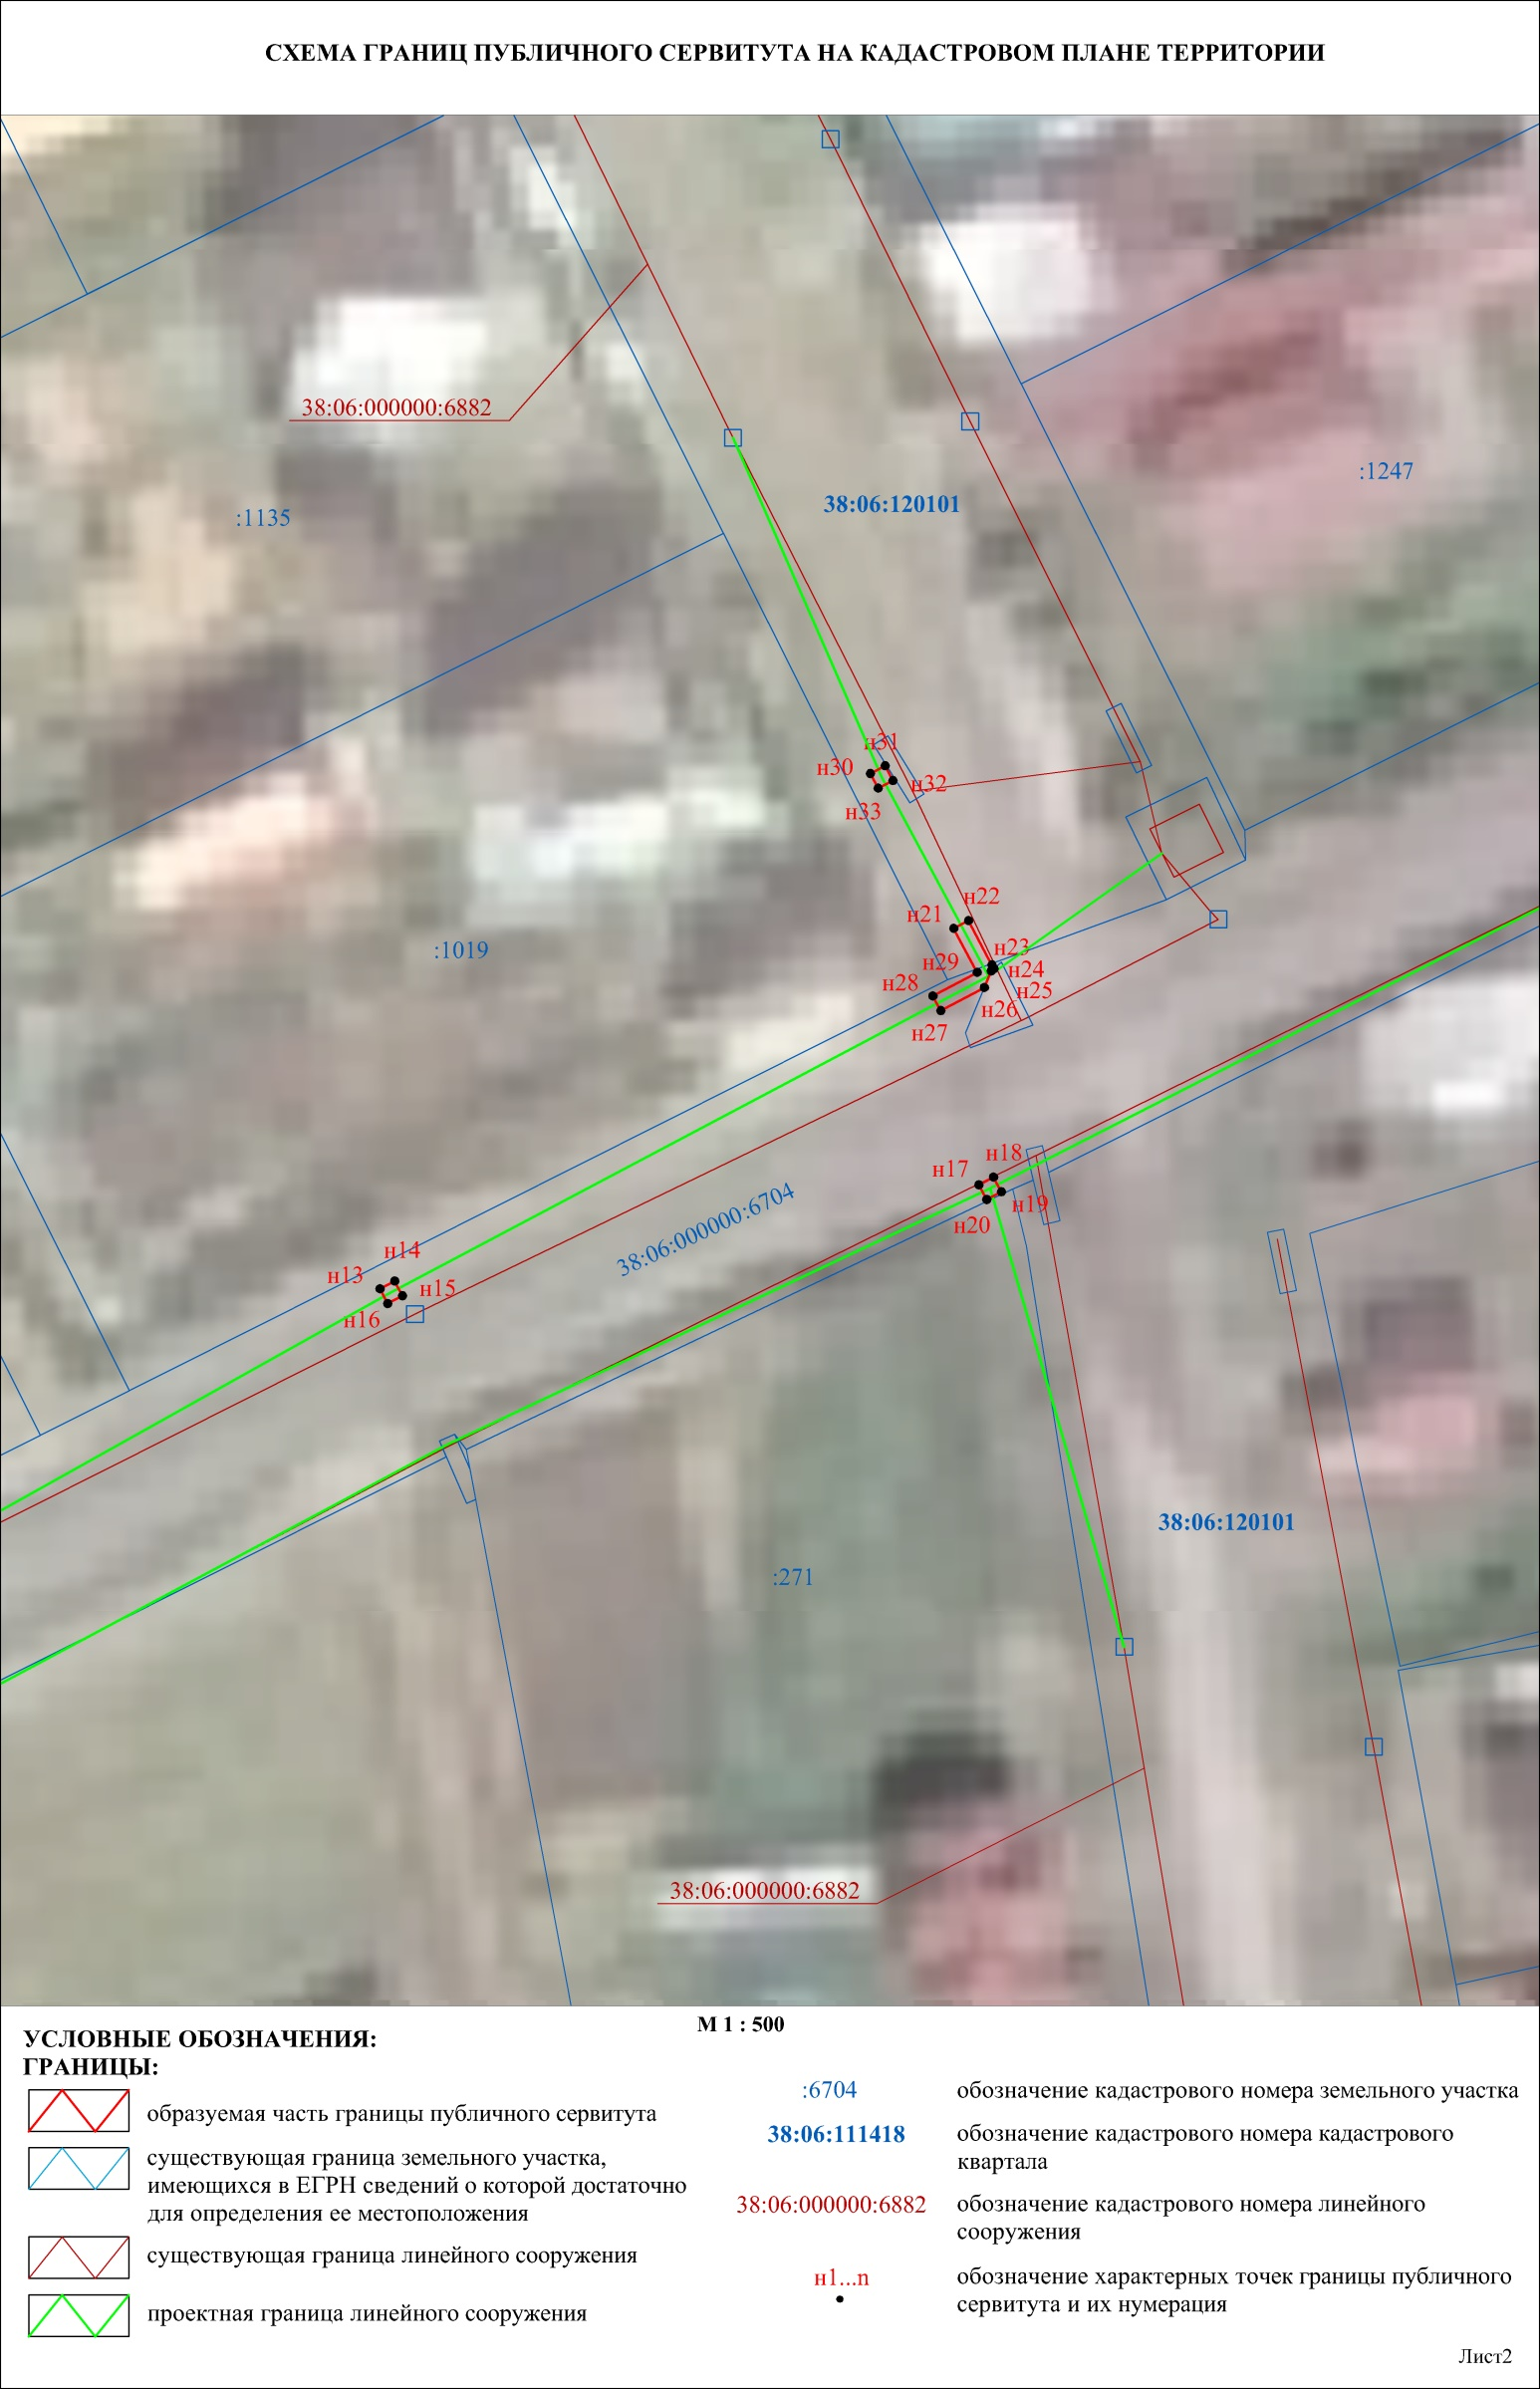 СХЕМА ГРАНИЦ ПУБЛИЧНОГО СЕРВИТУТА НА КАДАСТРОВОМ ПЛАНЕ ТЕРРИТОРИИ
38:06:000000:6882
:1247
38:06:120101
:1135
н31
н30
н32
н33
н22
н21
н23
:1019
н29
н24
н28
н25
н26
н27
н18
н17
н19
38:06:000000:6704
н20
н14
н13
н15
н16
38:06:120101
:271
38:06:000000:6882
М 1 : 500
УСЛОВНЫЕ ОБОЗНАЧЕНИЯ:
ГРАНИЦЫ:
образуемая часть границы публичного сервитута
существующая граница земельного участка,
имеющихся в ЕГРН сведений о которой достаточно
для определения ее местоположения
существующая граница линейного сооружения
проектная граница линейного сооружения
:6704
обозначение кадастрового номера земельного участка
38:06:111418
обозначение кадастрового номера кадастрового
квартала
38:06:000000:6882
обозначение кадастрового номера линейного
сооружения
н1...n
обозначение характерных точек границы публичного
сервитута и их нумерация
Лист2